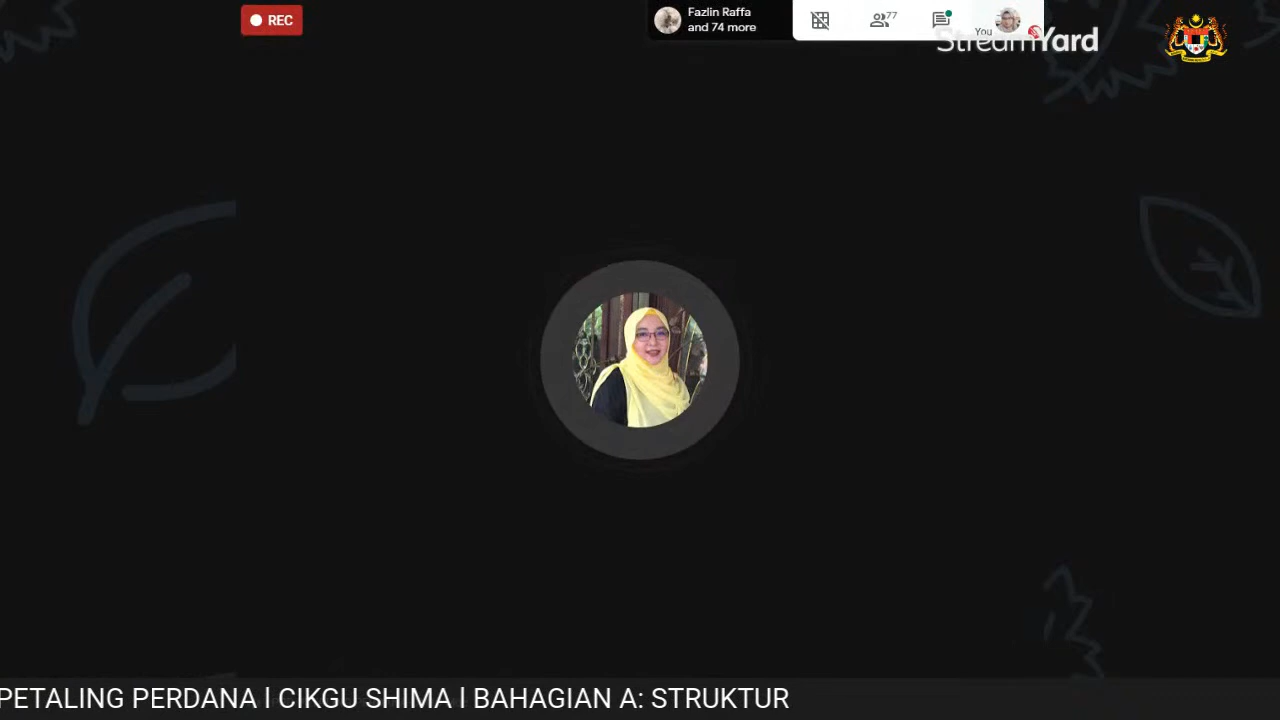 REC
Fazlin Raffa
and 74 more
77
You
StreamYard
PETALING PERDANA l CIKGU SHIMA l BAHAGIAN A: STRUKTUR